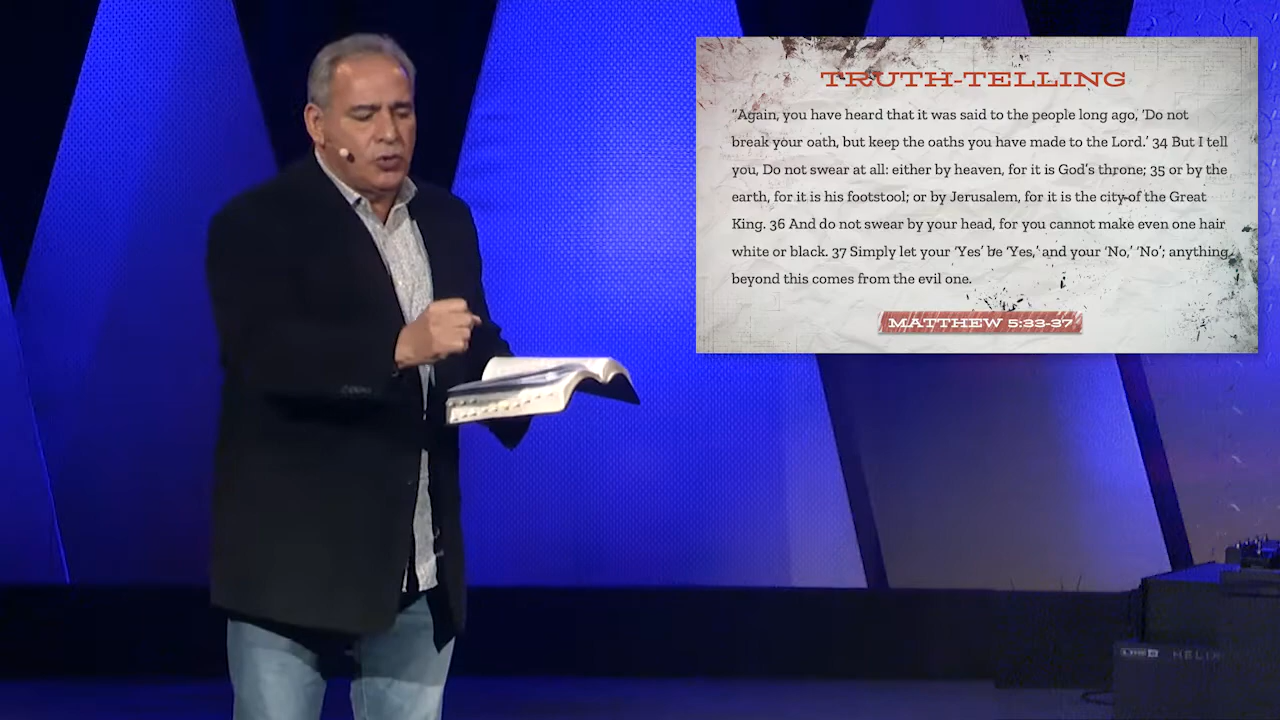 TRUTH-TELLING
“Again, you have heard that it was said to the people long ago, ‘Do not
break your oath, but keep the oaths you have made to the Lord.’ 34 But I tell
you, Do not swear at all: either by heaven, for it is God’s throne; 35 or by the
earth, for it is his footstool; or by Jerusalem, for it is the city of the Great
King. 36 And do not swear by your head, for you cannot make even one hair
white or black. 37 Simply let your ‘Yes’ be ‘Yes,’ and your ‘No,’ ‘No’; anything
beyond this comes from the evil one.
MATTHEW 5:33-37
LINE 6 HELIX